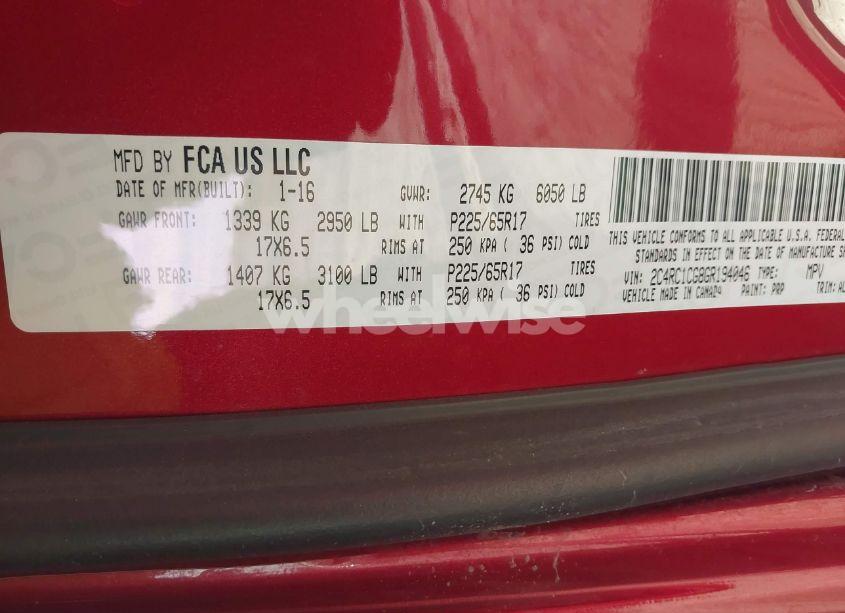 MFD BY FCA US LLC
DATE OF MFR(BUILT): 1-16 GVWR: 2745 KG 6050 LB
GAWR FRONT: 1339 KG 2950 LB WITH P225/65R17 TIRES
17X6.5 RIMS AT 250 KPA ( 36 PSI) COLD
GAWR REAR: 1407 KG 3100 LB WITH P225/65R17 TIRES
17X6.5 RIMS AT 250 KPA ( 36 PSI) COLD
THIS VEHICLE CONFORMS TO ALL APPLICABLE U.S.A. FEDERAL
STANDARDS IN EFFECT ON THE DATE OF MANUFACTURE SH
VIN: 2C4RC1CG8GR194046 TYPE: MPV
VEHICLE MADE IN CANADA PAINT: PRP TRIM: AL
wheelwise